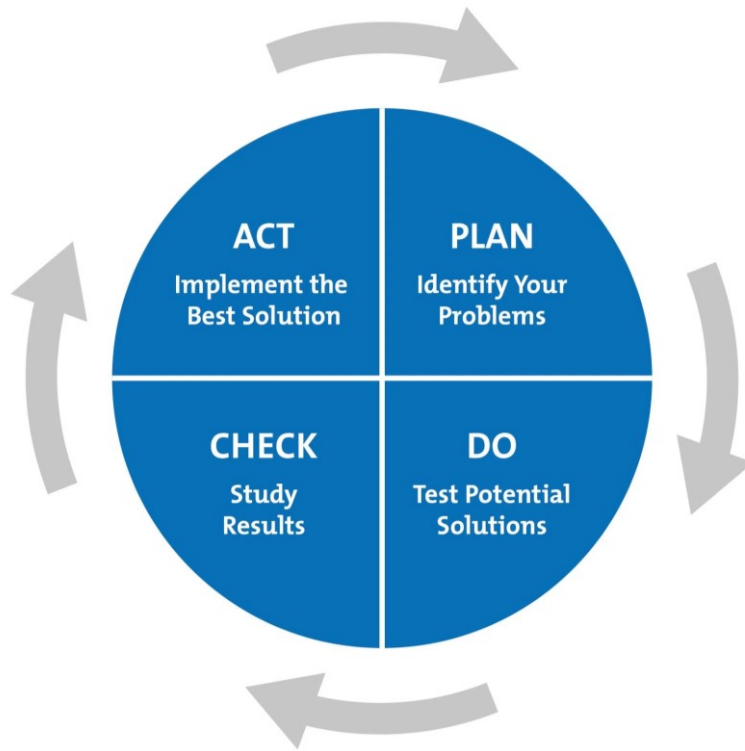 ACT
Implement the
Best Solution
PLAN
Identify Your
Problems
CHECK
Study
Results
DO
Test Potential
Solutions